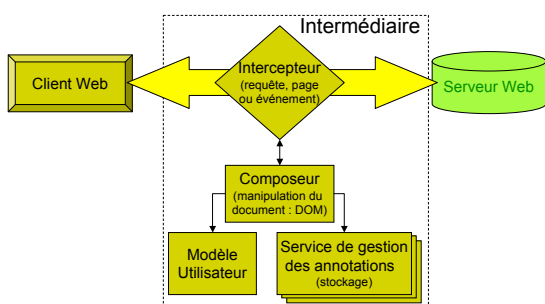 Intermédiaire
Client Web
Intercepteur
(requête, page
ou événement)
Serveur Web
Composeur
(manipulation du
document : DOM)
Modèle
Utilisateur
Service de gestion
des annotations
(stockage)